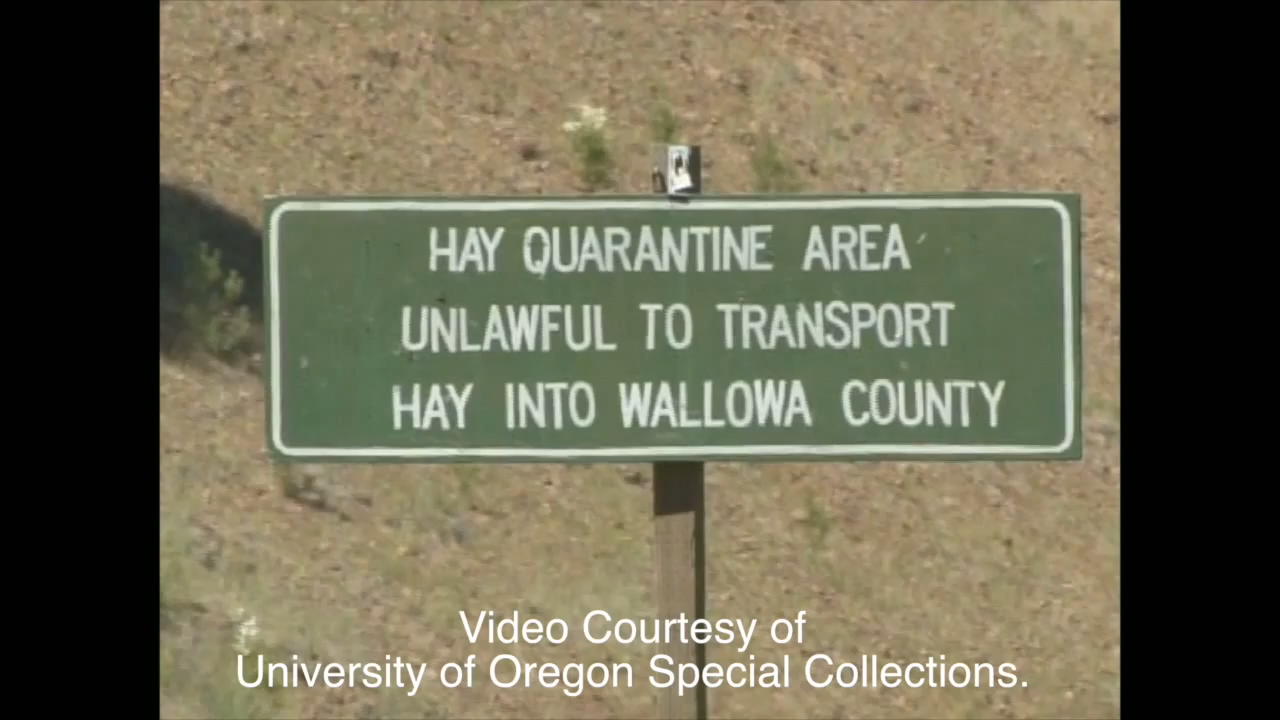 HAY QUARANTINE AREA
UNLAWFUL TO TRANSPORT
HAY INTO WALLOWA COUNTY
Video Courtesy of
University of Oregon Special Collections.